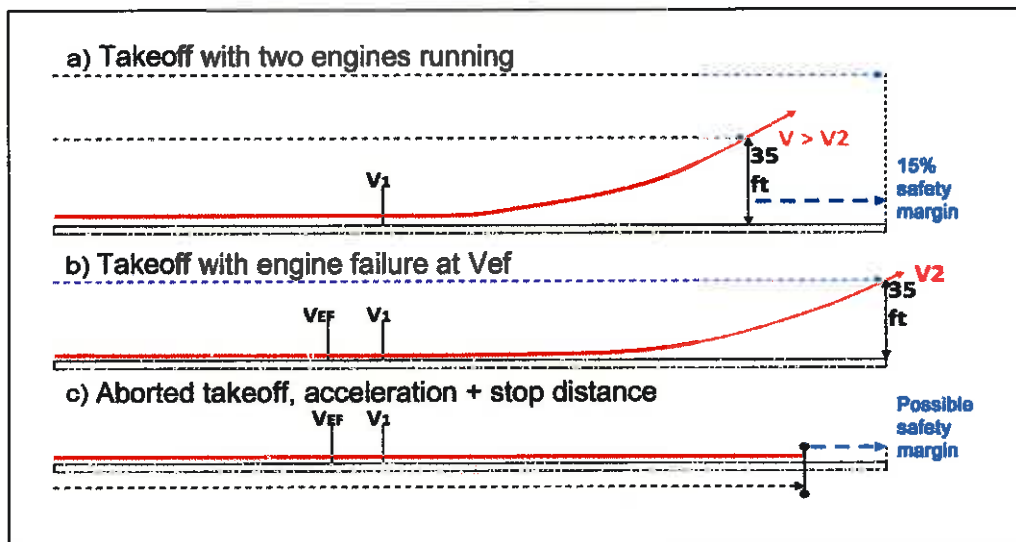 a) Takeoff with two engines running
V > V2
35
ft
V1
15%
safety
margin
b) Takeoff with engine failure at Vef
V2
35
ft
VEF
V1
c) Aborted takeoff, acceleration + stop distance
VEF
V1
Possible
safety
margin